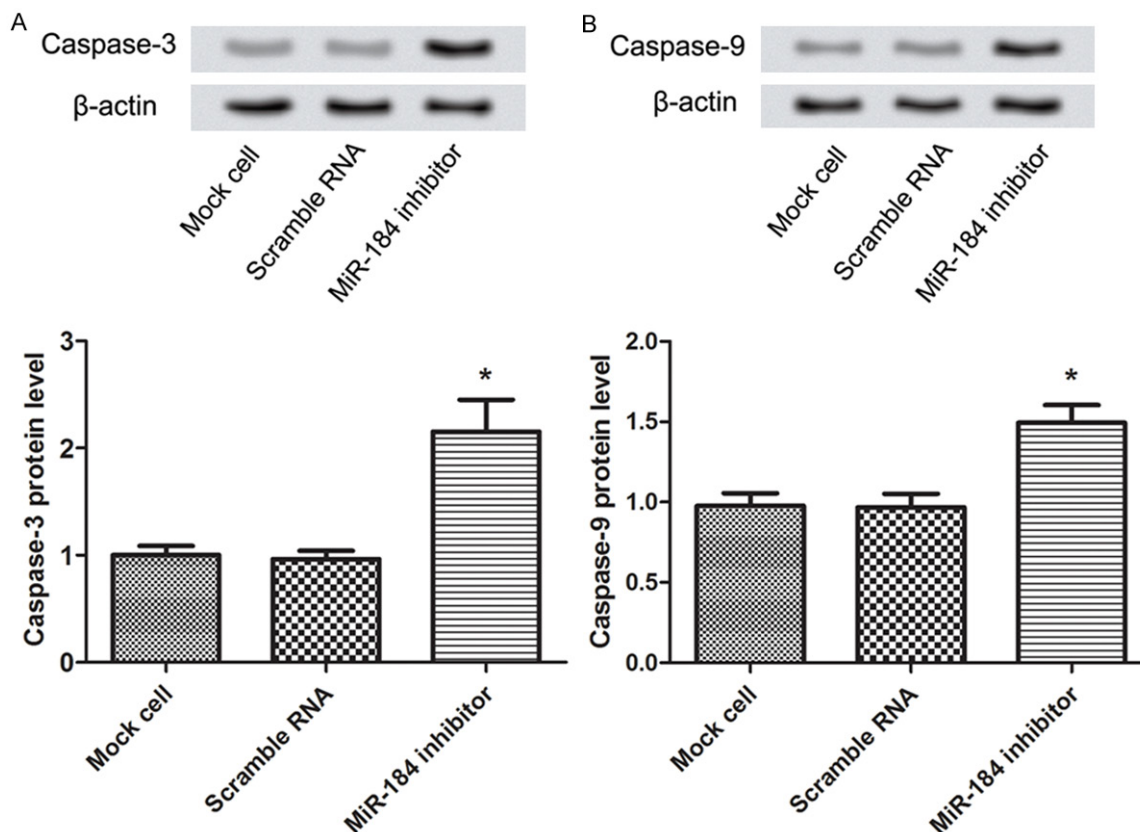 A
Caspase-3
β-actin
Mock cell
Scramble RNA
MiR-184 inhibitor
Caspase-3 protein level
3
2
1
0
*
Mock cell
Scramble RNA
MiR-184 inhibitor
B
Caspase-9
β-actin
Mock cell
Scramble RNA
MiR-184 inhibitor
Caspase-9 protein level
2.0
1.5
1.0
0.5
0.0
*
Mock cell
Scramble RNA
MiR-184 inhibitor